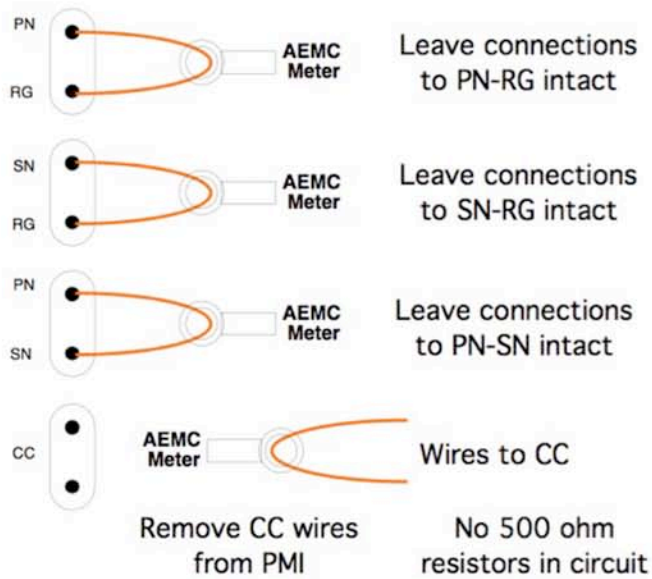 PN
RG
AEMC
Meter
Leave connections
to PN-RG intact
SN
RG
AEMC
Meter
Leave connections
to SN-RG intact
PN
SN
AEMC
Meter
Leave connections
to PN-SN intact
CC
AEMC
Meter
Wires to CC
Remove CC wires
from PMI
No 500 ohm
resistors in circuit